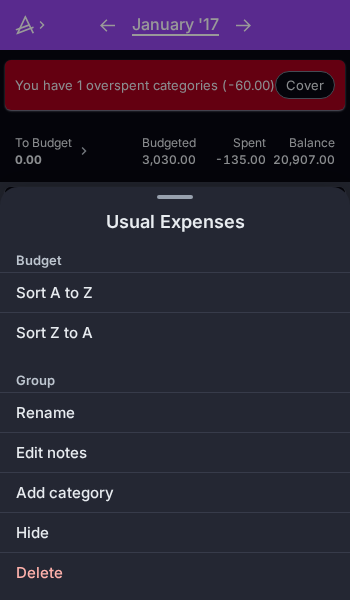 January '17
You have 1 overspent categories (-60.00) Cover
To Budget Budgeted Spent Balance
0.00 3,030.00 -135.00 20,907.00
Usual Expenses
Budget
Sort A to Z
Sort Z to A
Group
Rename
Edit notes
Add category
Hide
Delete